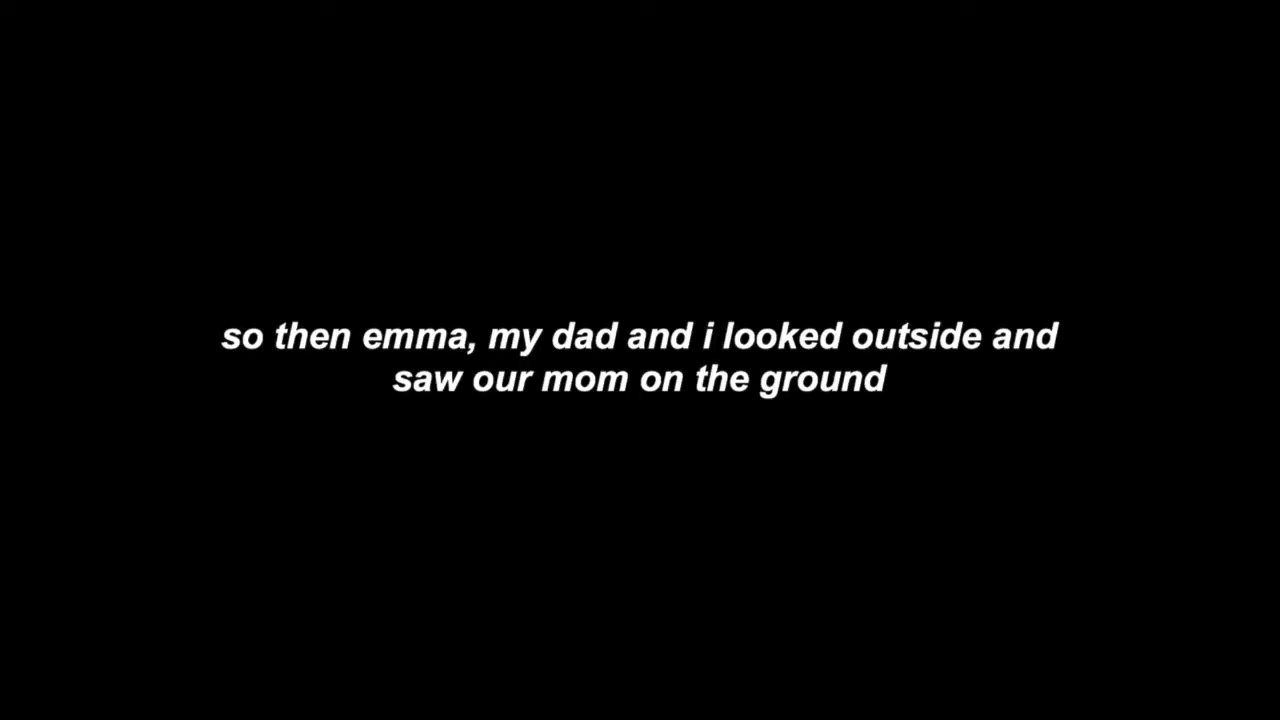 so then emma, my dad and i looked outside and
saw our mom on the ground